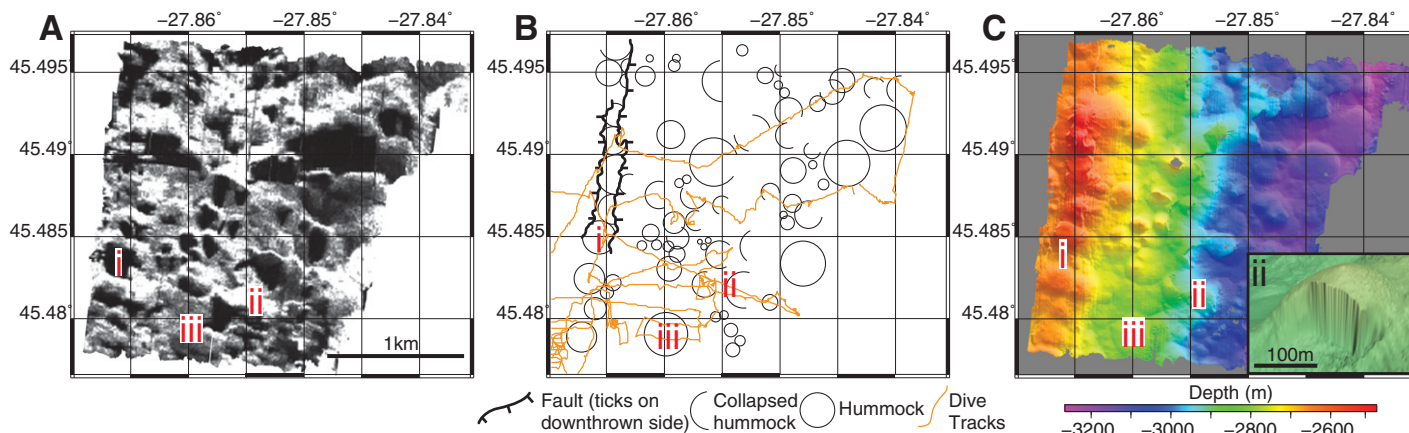 A
−27.86˚ −27.85˚ −27.84˚
45.495˚
45.49˚
45.485˚
45.48˚
i
ii
iii
1km
B
−27.86˚ −27.85˚ −27.84˚
45.495˚
45.49˚
45.485˚
45.48˚
i
ii
iii
Fault (ticks on
downthrown side)
Collapsed
hummock
Hummock
Dive
Tracks
C
−27.86˚ −27.85˚ −27.84˚
45.495˚
45.49˚
45.485˚
45.48˚
i
ii
iii
ii
100m
Depth (m)
−3200 −3000 −2800 −2600